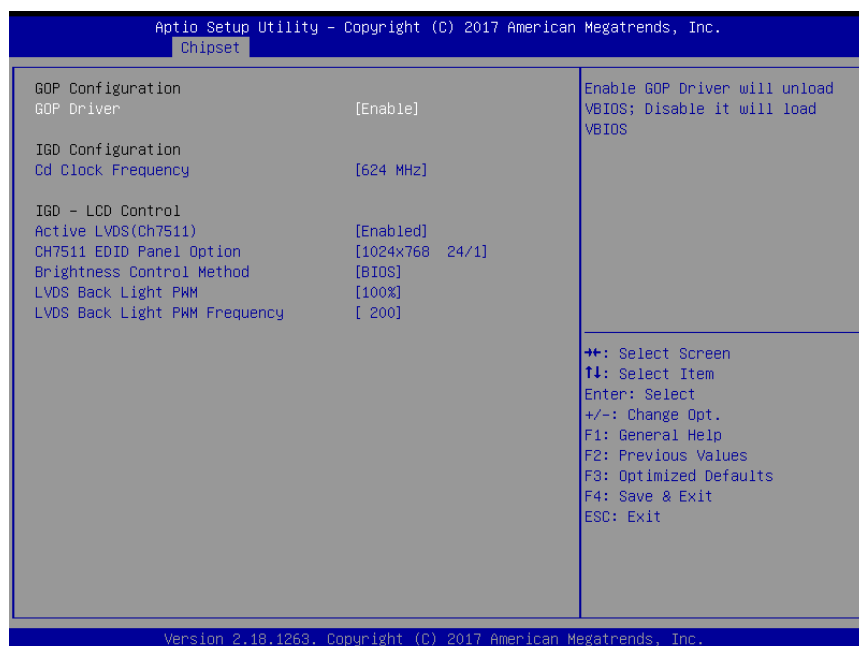 Aptio Setup Utility – Copyright (C) 2017 American Megatrends, Inc.
Chipset
GOP Configuration
GOP Driver [Enable]
IGD Configuration
Cd Clock Frequency [624 MHz]
IGD – LCD Control
Active LVDS(Ch7511) [Enabled]
CH7511 EDID Panel Option [1024x768  24/1]
Brightness Control Method [BIOS]
LVDS Back Light PWM [100%]
LVDS Back Light PWM Frequency [ 200]
Enable GOP Driver will unload
VBIOS; Disable it will load
VBIOS
→←: Select Screen
↑↓: Select Item
Enter: Select
+/-: Change Opt.
F1: General Help
F2: Previous Values
F3: Optimized Defaults
F4: Save & Exit
ESC: Exit
Version 2.18.1263. Copyright (C) 2017 American Megatrends, Inc.